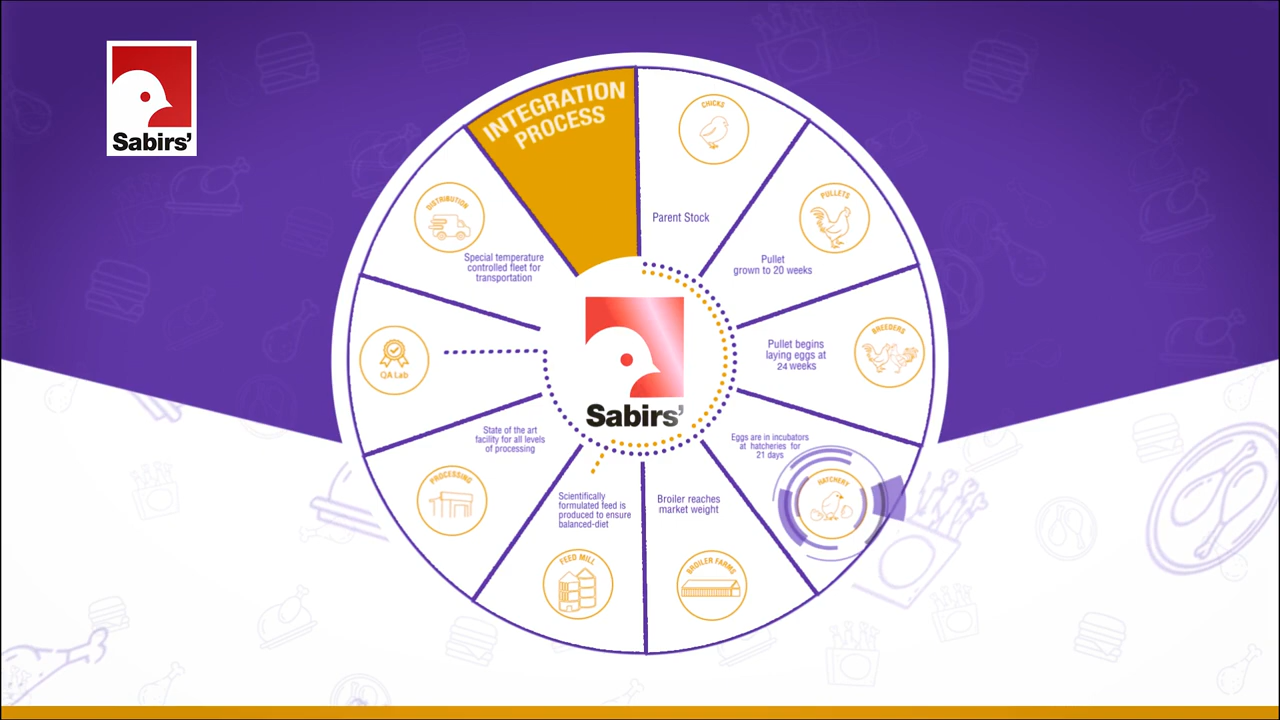 Sabirs'
INTEGRATION
PROCESS
CHICKS
Parent Stock
PULLETS
Pullet
grown to 20 weeks
BREEDERS
Pullet begins
laying eggs at
24 weeks
Eggs are in incubators
at hatcheries for
21 days
HATCHERY
Broiler reaches
market weight
BROILER FARMS
Scientifically
formulated feed is
produced to ensure
balanced-diet
FEED MILL
State of the art
facility for all levels
of processing
PROCESSING
QA Lab
DISTRIBUTION
Special temperature
controlled fleet for
transportation
Sabirs'